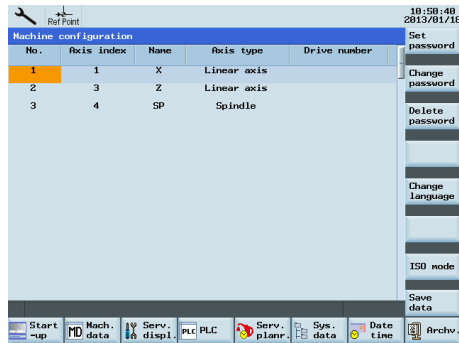 Ref Point
10:50:40
2013/01/18
Machine configuration
No. Axis index Name Axis type Drive number
1 1 X Linear axis
2 3 Z Linear axis
3 4 SP Spindle
Set
password
Change
password
Delete
password
Change
language
ISO mode
Save
data
Start
-up
MD Mach.
data
Serv.
displ.
PLC PLC
Serv.
planr.
Sys.
data
Date
time
Archv.